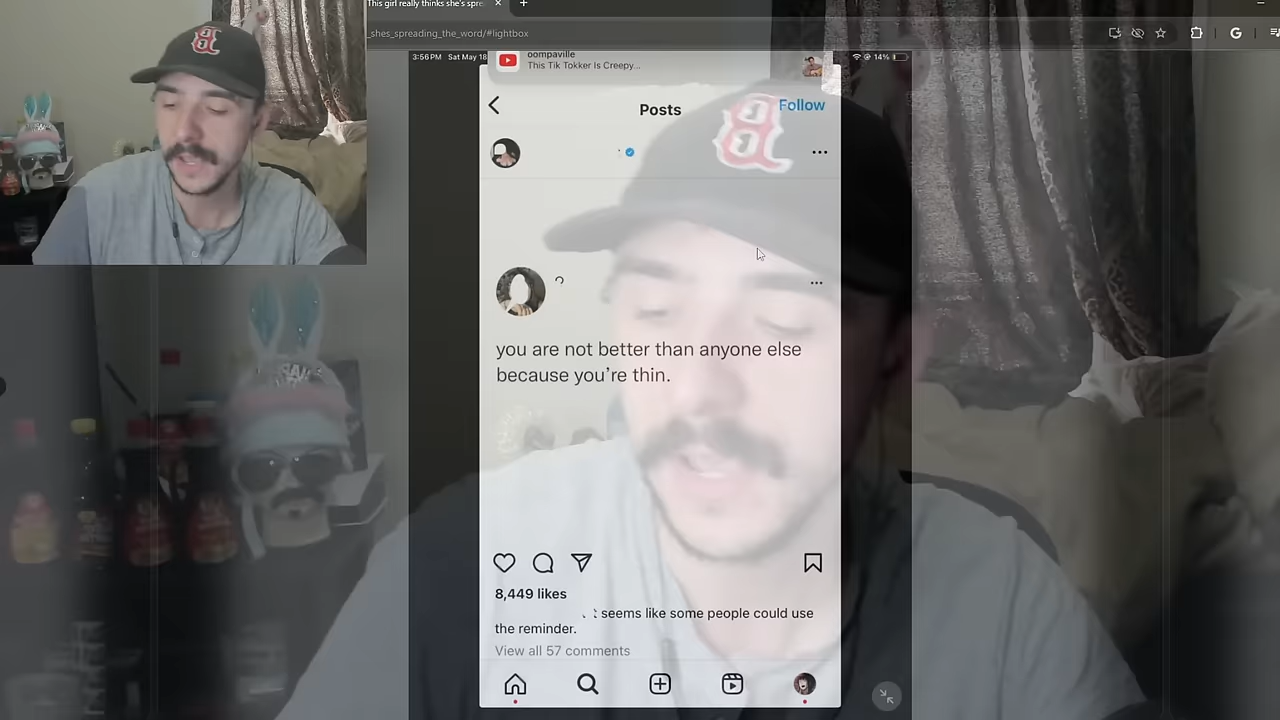 This girl really thinks she's spre
_shes_spreading_the_word/#lightbox
3:56 PM Sat May 18
14%
oompaville
This Tik Tokker Is Creepy...
Posts
Follow
you are not better than anyone else
because you're thin.
8,449 likes
t seems like some people could use
the reminder.
View all 57 comments